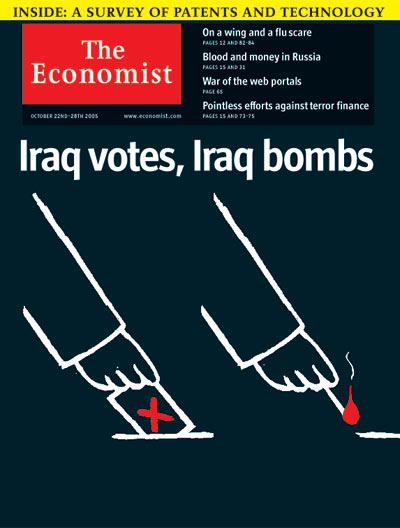 INSIDE: A SURVEY OF PATENTS AND TECHNOLOGY
The
Economist
OCTOBER 22ND–28TH 2005
www.economist.com
On a wing and a flu scare
PAGES 12 AND 82-84
Blood and money in Russia
PAGES 15 AND 31
War of the web portals
PAGE 65
Pointless efforts against terror finance
PAGES 15 AND 73-75
Iraq votes, Iraq bombs